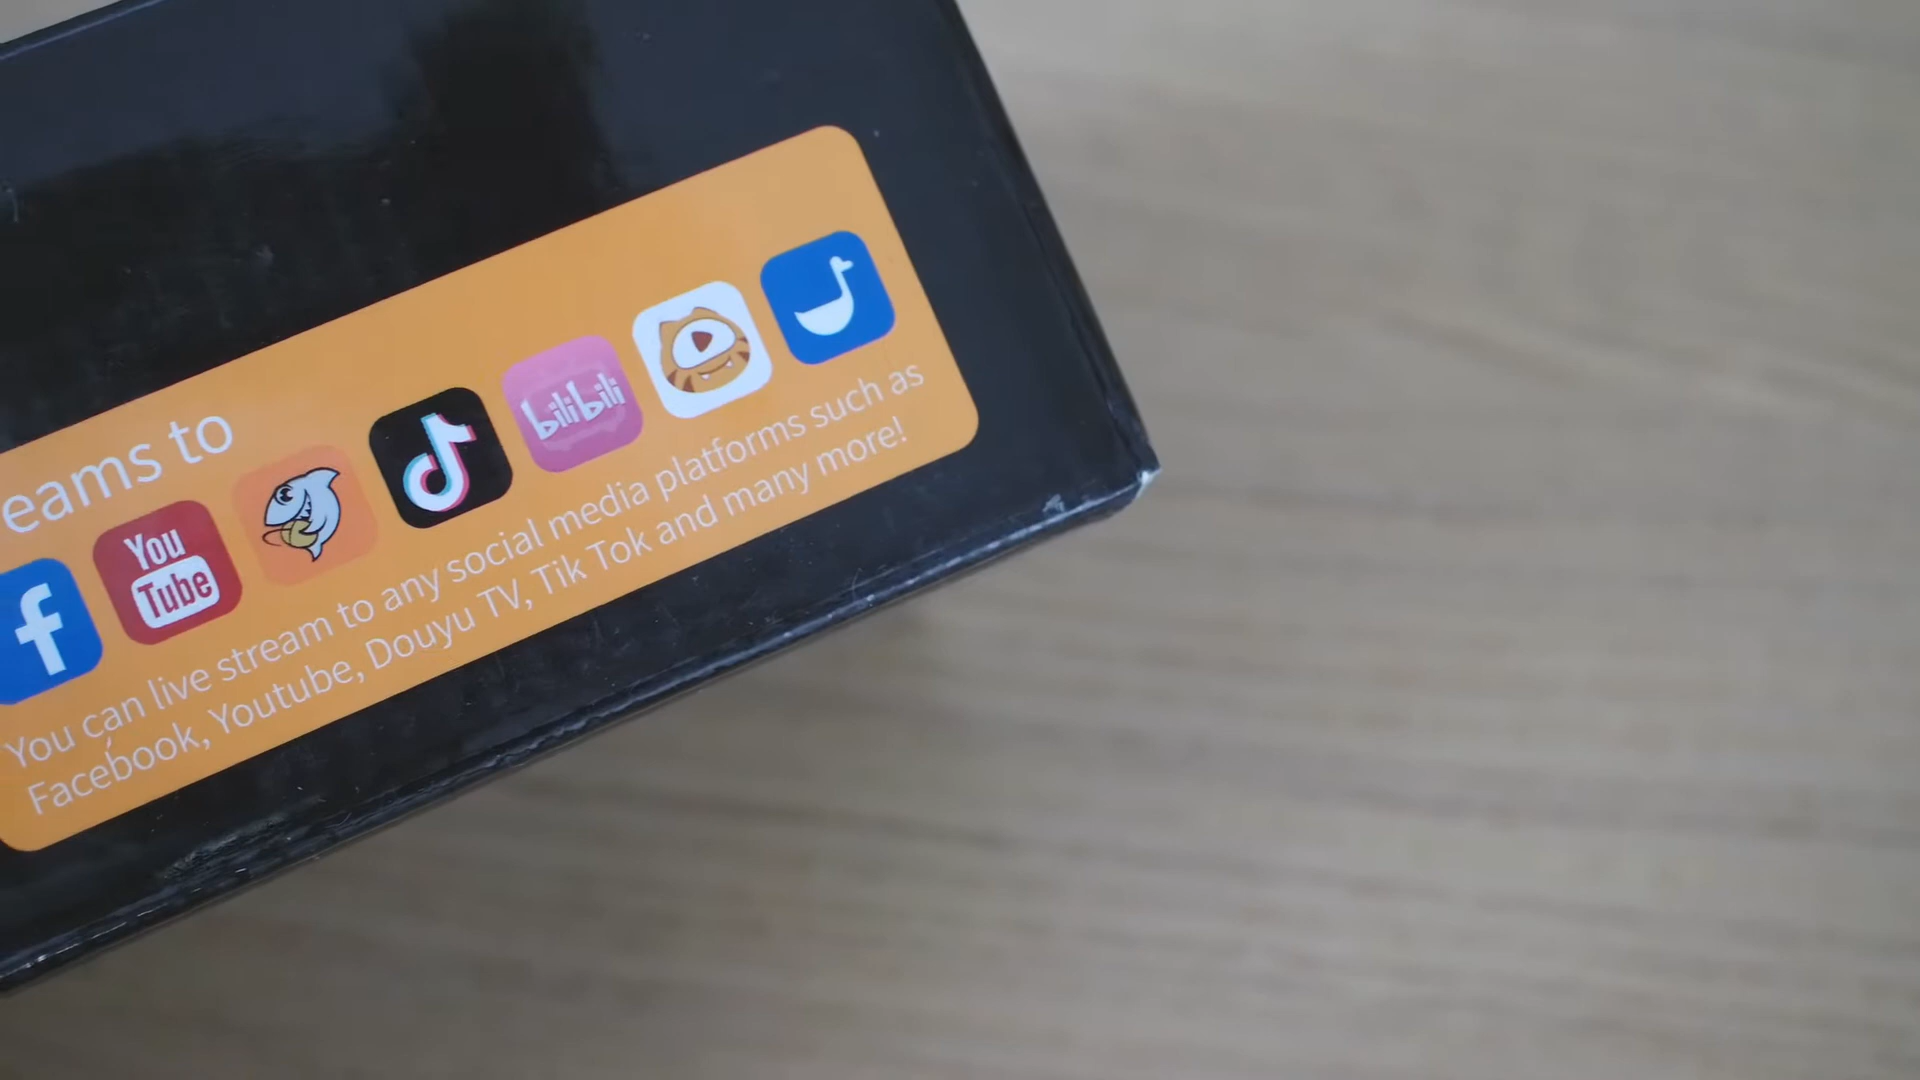 eams to
f
You
Tube
bilibili
You can live stream to any social media platforms such as
Facebook, Youtube, Douyu TV, Tik Tok and many more!